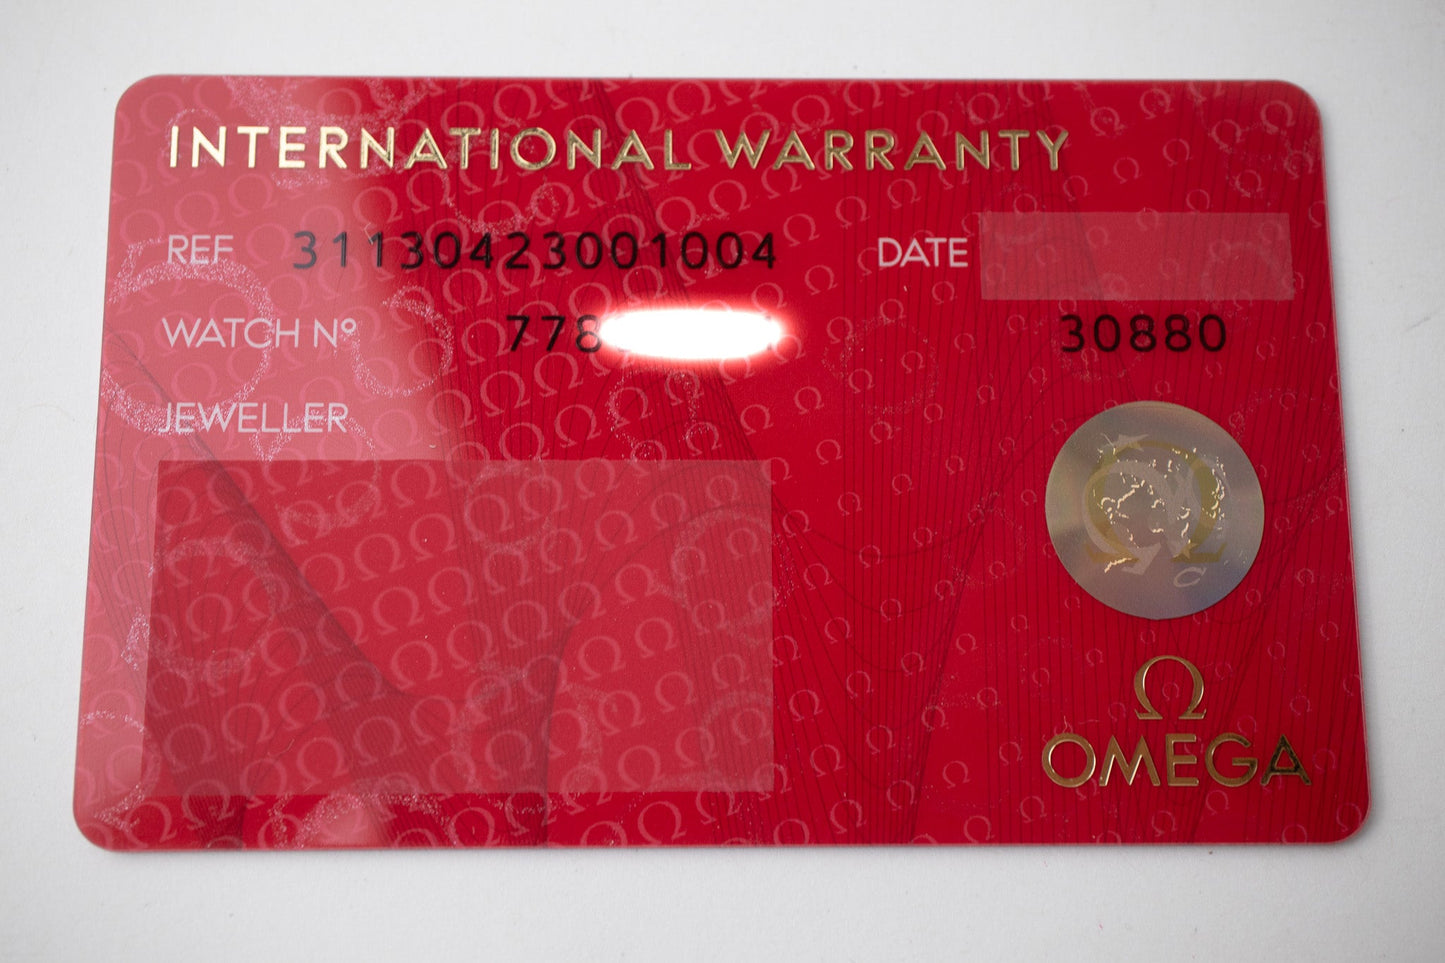 INTERNATIONAL WARRANTY
REF 31130423001004 DATE
WATCH Nº 778 30880
JEWELLER
Ω
OMEGA